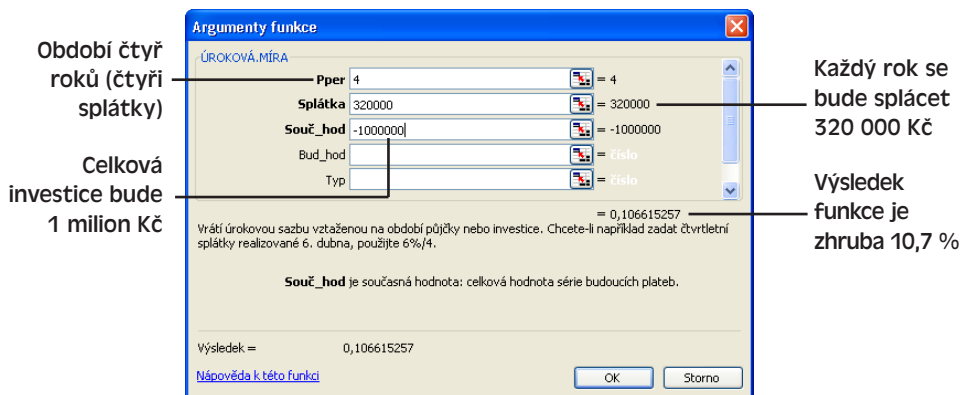 Argumenty funkce
ÚROKOVÁ.MÍRA
Období čtyř
roků (čtyři
splátky)
Pper 4 = 4
Splátka 320000 = 320000
Souč_hod -1000000 = -1000000
Bud_hod = číslo
Typ = číslo
Každý rok se
bude splácet
320 000 Kč
Celková
investice bude
1 milion Kč
= 0,106615257
Výsledek
funkce je
zhruba 10,7 %
Vrátí úrokovou sazbu vztaženou na období půjčky nebo investice. Chcete-li například zadat čtvrtletní
splátky realizované 6. dubna, použijte 6%/4.
Souč_hod je současná hodnota: celková hodnota série budoucích plateb.
Výsledek = 0,106615257
Nápověda k této funkci
OK
Storno